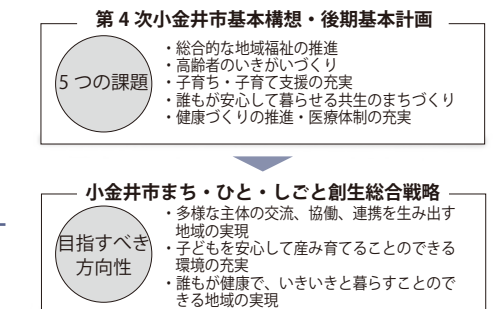 第4次小金井市基本構想・後期基本計画
5つの課題
・総合的な地域福祉の推進
・高齢者のいきがいづくり
・子育ち・子育て支援の充実
・誰もが安心して暮らせる共生のまちづくり
・健康づくりの推進・医療体制の充実
小金井市まち・ひと・しごと創生総合戦略
目指すべき
方向性
・多様な主体の交流、協働、連携を生み出す
地域の実現
・子どもを安心して産み育てることのできる
環境の充実
・誰もが健康で、いきいきと暮らすことので
きる地域の実現